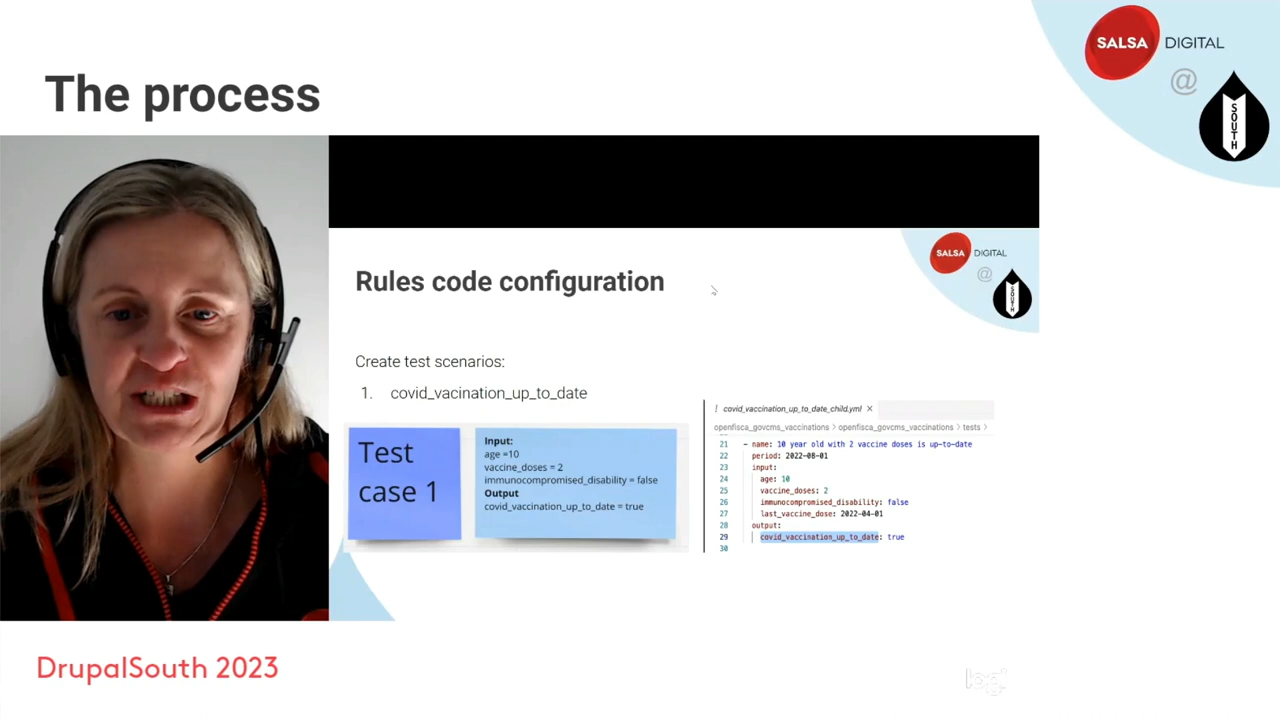 The process
SALSA DIGITAL
@
SOUTH
Rules code configuration
SALSA DIGITAL
@
SOUTH
Create test scenarios:
1. covid_vacination_up_to_date
Test
case 1
Input:
age =10
vaccine_doses = 2
immunocompromised_disability = false
Output
covid_vaccination_up_to_date = true
covid_vaccination_up_to_date_child.yml ×
openfisca_govcms_vaccinations > openfisca_govcms_vaccinations > tests >
21 - name: 10 year old with 2 vaccine doses is up-to-date
22 period: 2022-08-01
23 input:
24 age: 10
25 vaccine_doses: 2
26 immunocompromised_disability: false
27 last_vaccine_dose: 2022-04-01
28 output:
29 covid_vaccination_up_to_date: true
30
DrupalSouth 2023